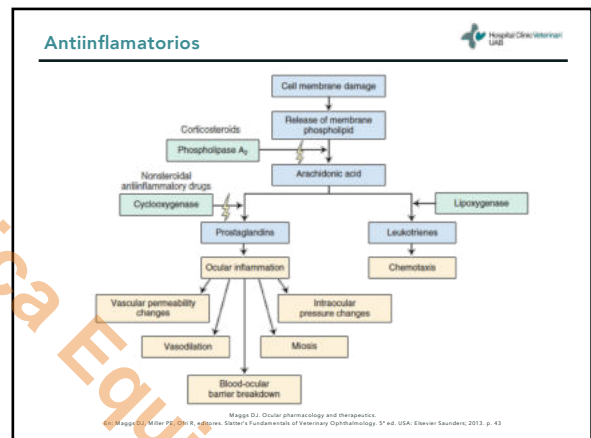 Antiinflamatorios
Hospital Clínic Veterinari
UAB
Cell membrane damage
Release of membrane
phospholipid
Corticosteroids
Phospholipase A₂
Arachidonic acid
Nonsteroidal
antiinflammatory drugs
Cyclooxygenase
Lipoxygenase
Prostaglandins
Leukotrienes
Ocular inflammation
Chemotaxis
Vascular permeability
changes
Intraocular
pressure changes
Vasodilation
Miosis
Blood-ocular
barrier breakdown
Maggs DJ. Ocular pharmacology and therapeutics.
En: Maggs DJ, Miller PE, Ofri R, editores. Slatter's Fundamentals of Veterinary Ophthalmology. 5ª ed. USA: Elsevier Saunders; 2013. p. 43
ica Equi